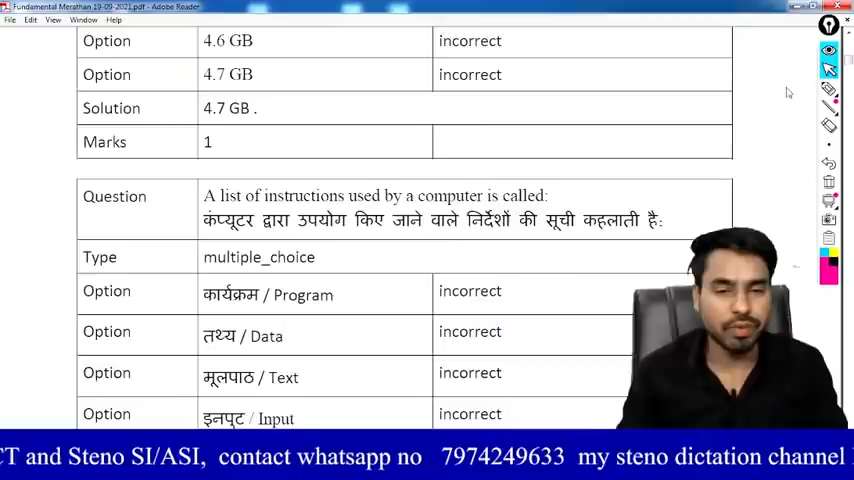 Fundamental Merathan 19-09-2021.pdf - Adobe Reader
File Edit View Window Help
Option 4.6 GB incorrect
Option 4.7 GB incorrect
Solution 4.7 GB .
Marks 1
Question A list of instructions used by a computer is called:
कंप्यूटर द्वारा उपयोग किए जाने वाले निर्देशों की सूची कहलाती है:
Type multiple_choice
Option कार्यक्रम / Program incorrect
Option तथ्य / Data incorrect
Option मूलपाठ / Text incorrect
Option इनपुट / Input incorrect
CT and Steno SI/ASI, contact whatsapp no 7974249633 my steno dictation channel